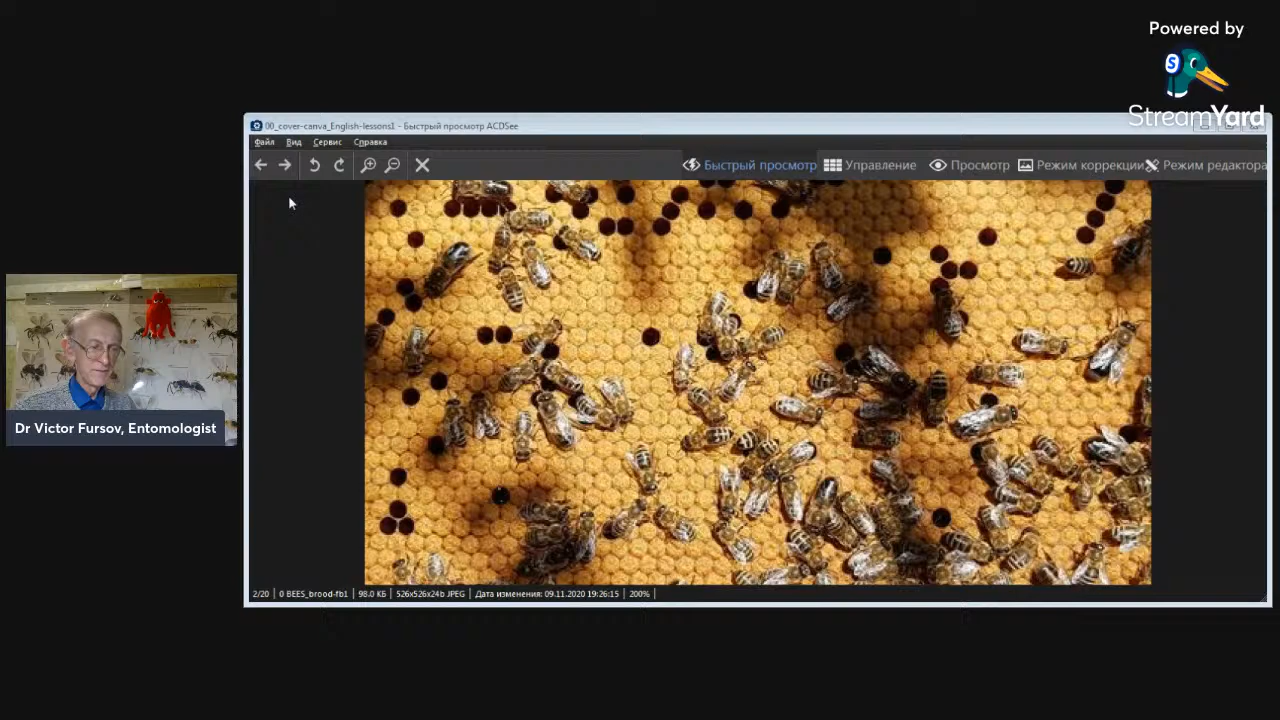 Powered by
S
StreamYard
00_cover-canva_English-lessons1 - Быстрый просмотр ACDSee
Файл Вид Сервис Справка
Быстрый просмотр Управление Просмотр Режим коррекции Режим редактора
Dr Victor Fursov, Entomologist
2/20 0 BEES_brood-fb1 98.0 КБ 526x526x24b JPEG Дата изменения: 09.11.2020 19:26:15 200%